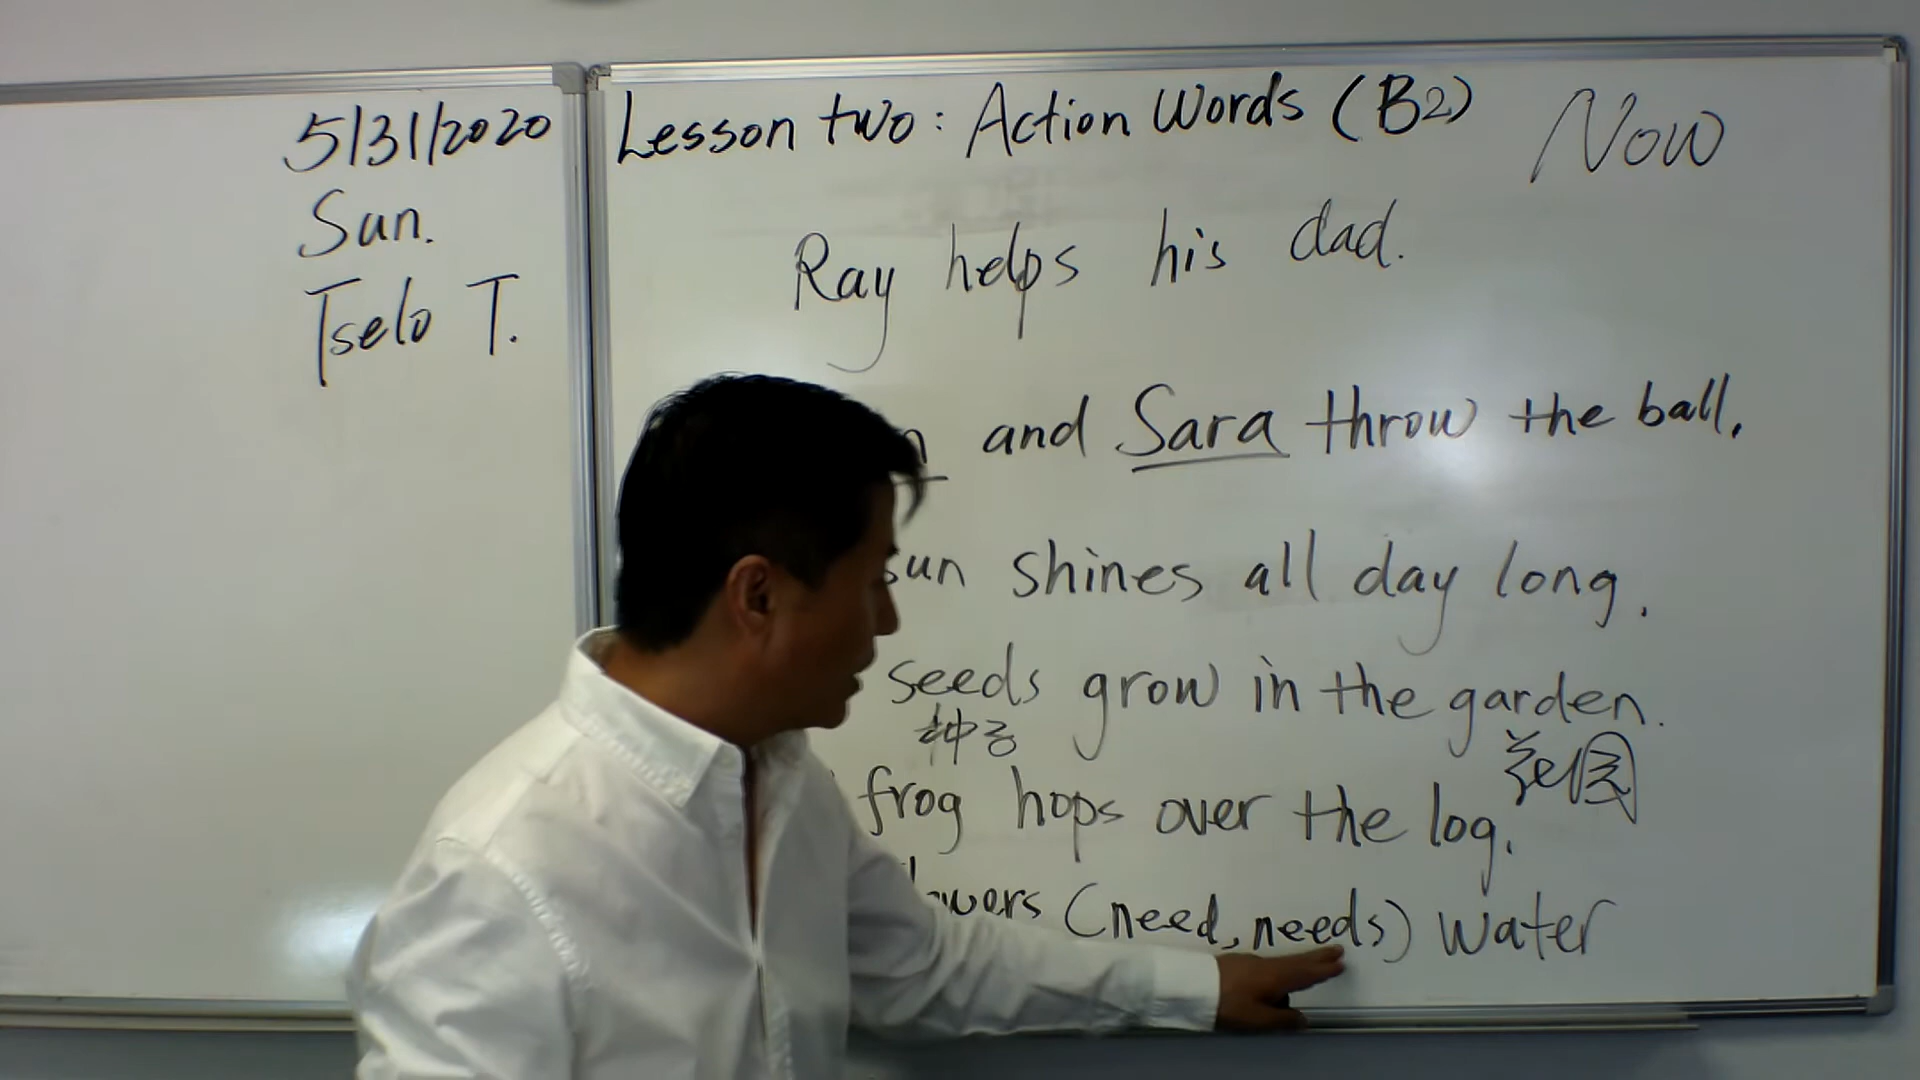 5/31/2020
Sun.
Tselo T.
Lesson two: Action Words (B2)
Now
Ray helps his dad.
and Sara throw the ball.
sun shines all day long.
seeds grow in the garden.
种子
花园
frog hops over the log.
(need, needs) water